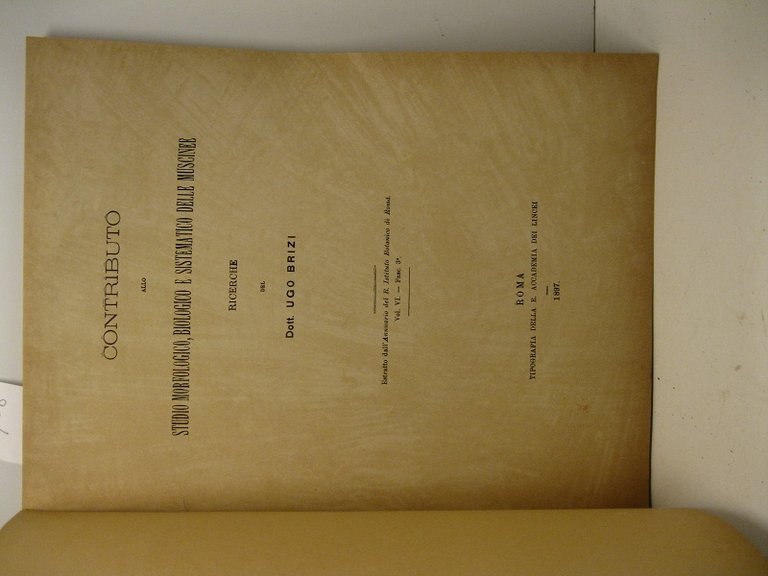 CONTRIBUTO
ALLO
STUDIO MORFOLOGICO, BIOLOGICO E SISTEMATICO DELLE MUSCINEE
RICERCHE
DEL
Dott. UGO BRIZI
Estratto dall'Annuario del R. Istituto Botanico di Roma.
Vol. VI. — Fasc. 3º.
ROMA
TIPOGRAFIA DELLA R. ACCADEMIA DEI LINCEI
1897.